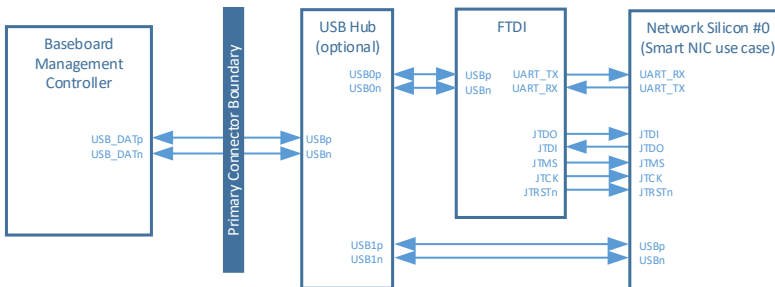 Baseboard
Management
Controller
USB_DATp
USB_DATn
Primary Connector Boundary
USB Hub
(optional)
USB0p
USB0n
USBp
USBn
USB1p
USB1n
FTDI
USBp
USBn
UART_TX
UART_RX
JTDO
JTDI
JTMS
JTCK
JTRSTn
Network Silicon #0
(Smart NIC use case)
UART_RX
UART_TX
JTDI
JTDO
JTMS
JTCK
JTRSTn
USBp
USBn